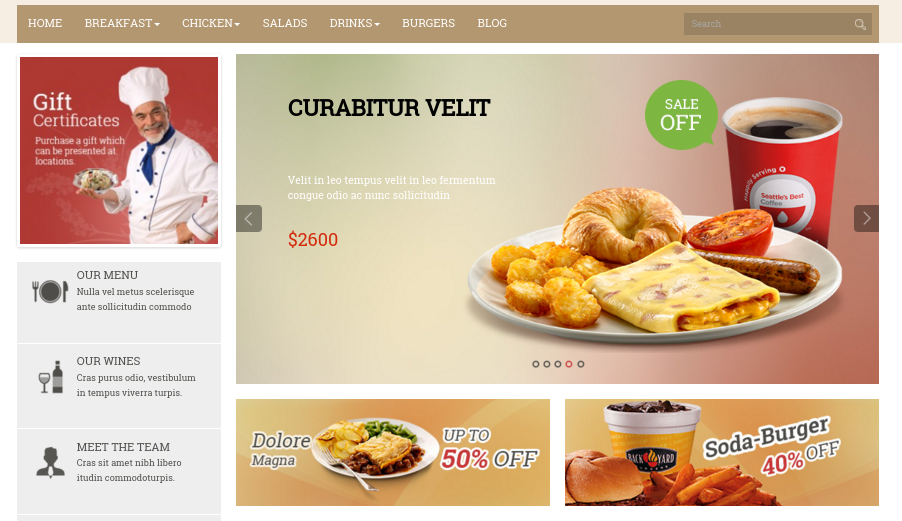 HOME BREAKFAST CHICKEN SALADS DRINKS BURGERS BLOG Search
Gift
Certificates
Purchase a gift which
can be presented at
locations.
CURABITUR VELIT
SALE
OFF
Velit in leo tempus velit in leo fermentum
congue odio ac nunc sollicitudin
$2600
Happily Serving
Seattle's Best
Coffee
OUR MENU
Nulla vel metus scelerisque
ante sollicitudin commodo
OUR WINES
Cras purus odio, vestibulum
in tempus viverra turpis.
MEET THE TEAM
Cras sit amet nibh libero
itudin commodoturpis.
Dolore
Magna
UP TO
50% OFF
BACK YARD
Soda-Burger
40% OFF